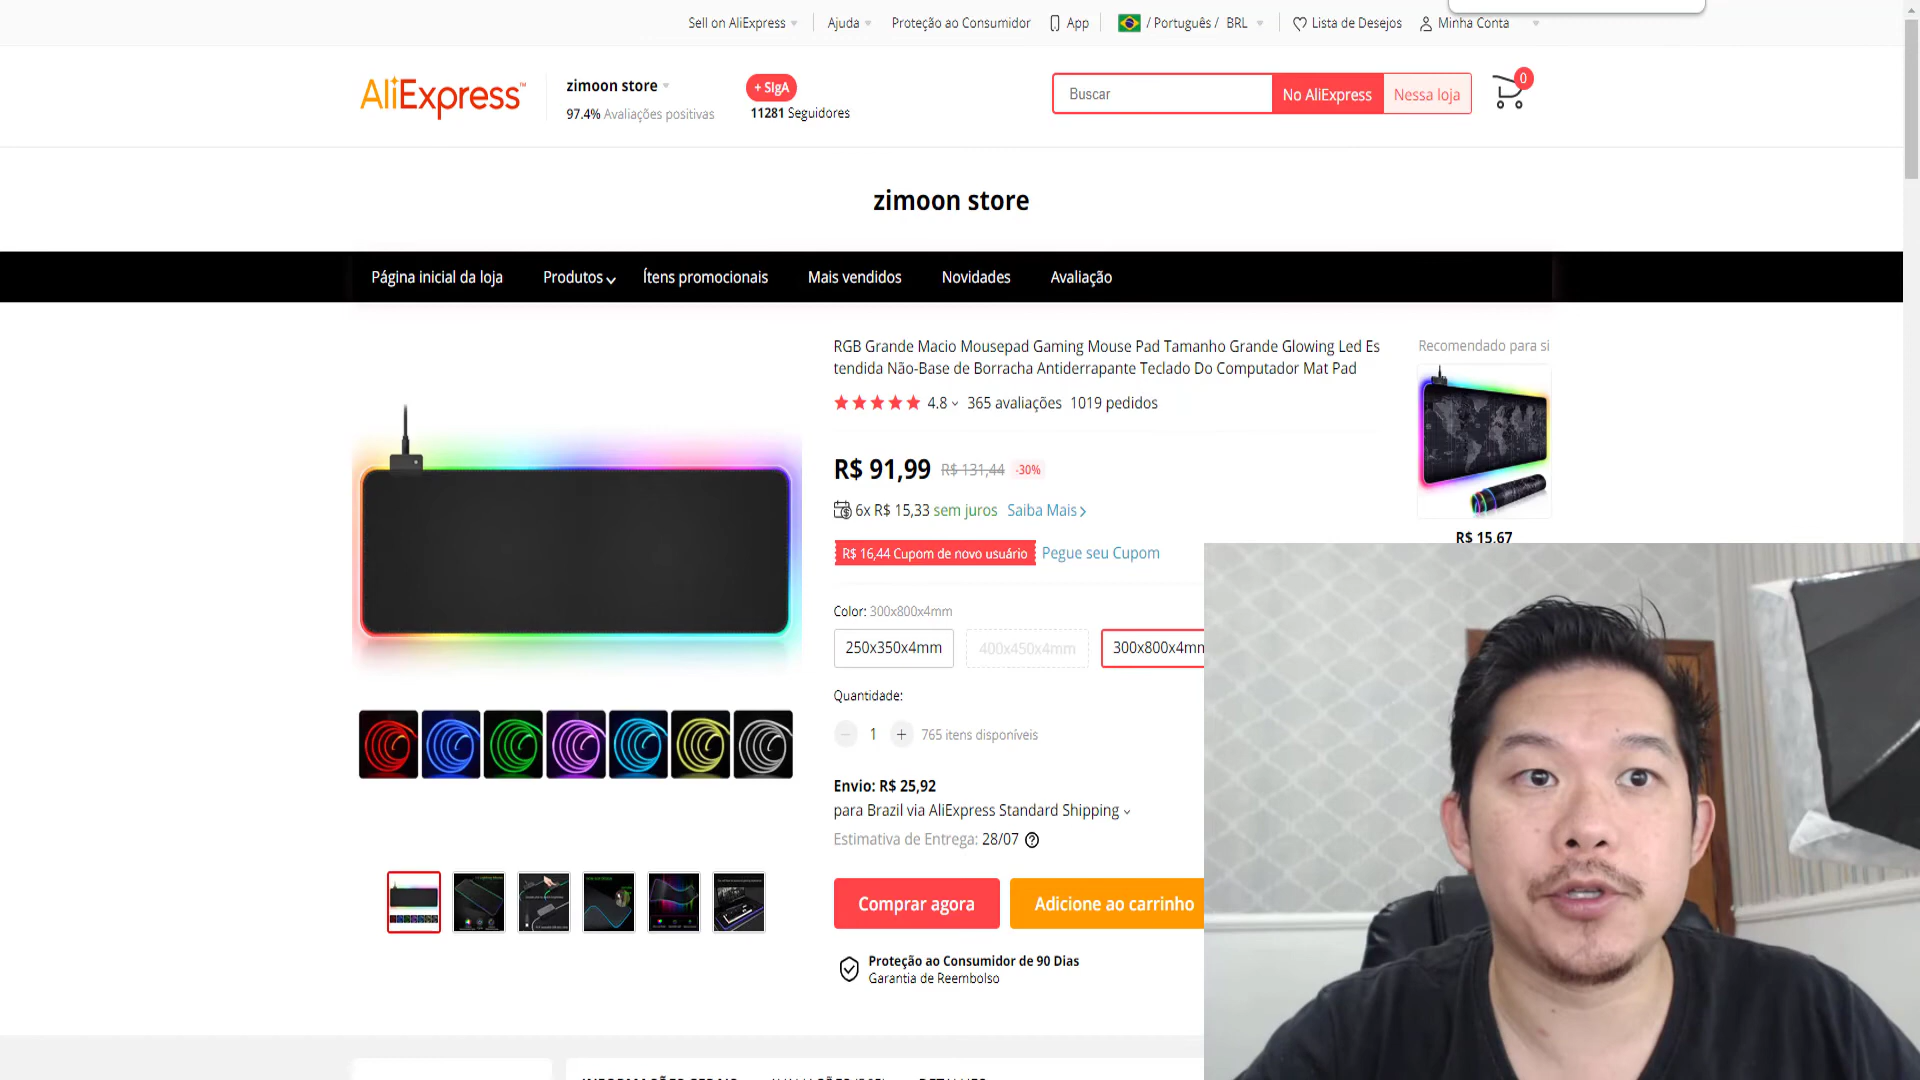 Sell on AliExpress
Ajuda
Proteção ao Consumidor
App
/ Português / BRL
Lista de Desejos
Minha Conta
AliExpress™
zimoon store
97.4% Avaliações positivas
+ SIgA
11281 Seguidores
Buscar
No AliExpress
Nessa loja
0
zimoon store
Página inicial da loja
Produtos
Ítens promocionais
Mais vendidos
Novidades
Avaliação
RGB Grande Macio Mousepad Gaming Mouse Pad Tamanho Grande Glowing Led Es
tendida Não-Base de Borracha Antiderrapante Teclado Do Computador Mat Pad
4.8 365 avaliações 1019 pedidos
R$ 91,99 R$ 131,44 -30%
6x R$ 15,33 sem juros Saiba Mais
R$ 16,44 Cupom de novo usuário Pegue seu Cupom
Color: 300x800x4mm
250x350x4mm
400x450x4mm
300x800x4mm
Quantidade:
1
765 itens disponíveis
Envio: R$ 25,92
para Brazil via AliExpress Standard Shipping
Estimativa de Entrega: 28/07
Comprar agora
Adicione ao carrinho
Proteção ao Consumidor de 90 Dias
Garantia de Reembolso
Recomendado para si
R$ 15,67